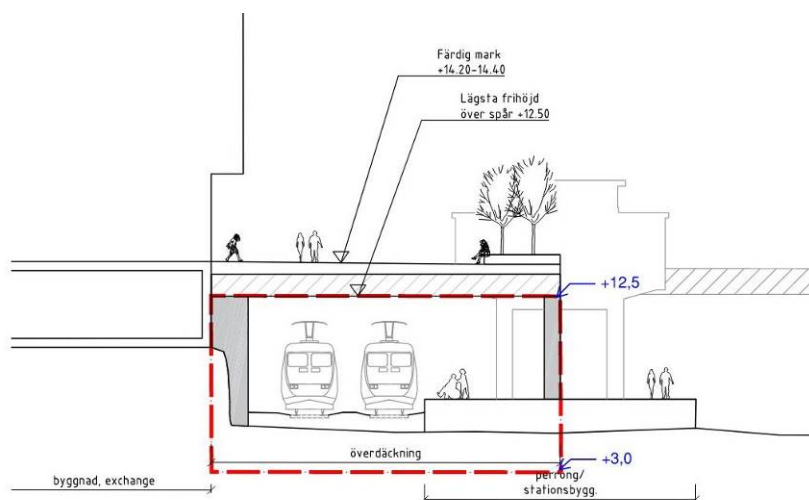 Färdig mark
+14.20-14.40
Lägsta frihöjd
över spår +12.50
+12,5
överdäckning
+3,0
byggnad, exchange
perrong/
stationsbygg.